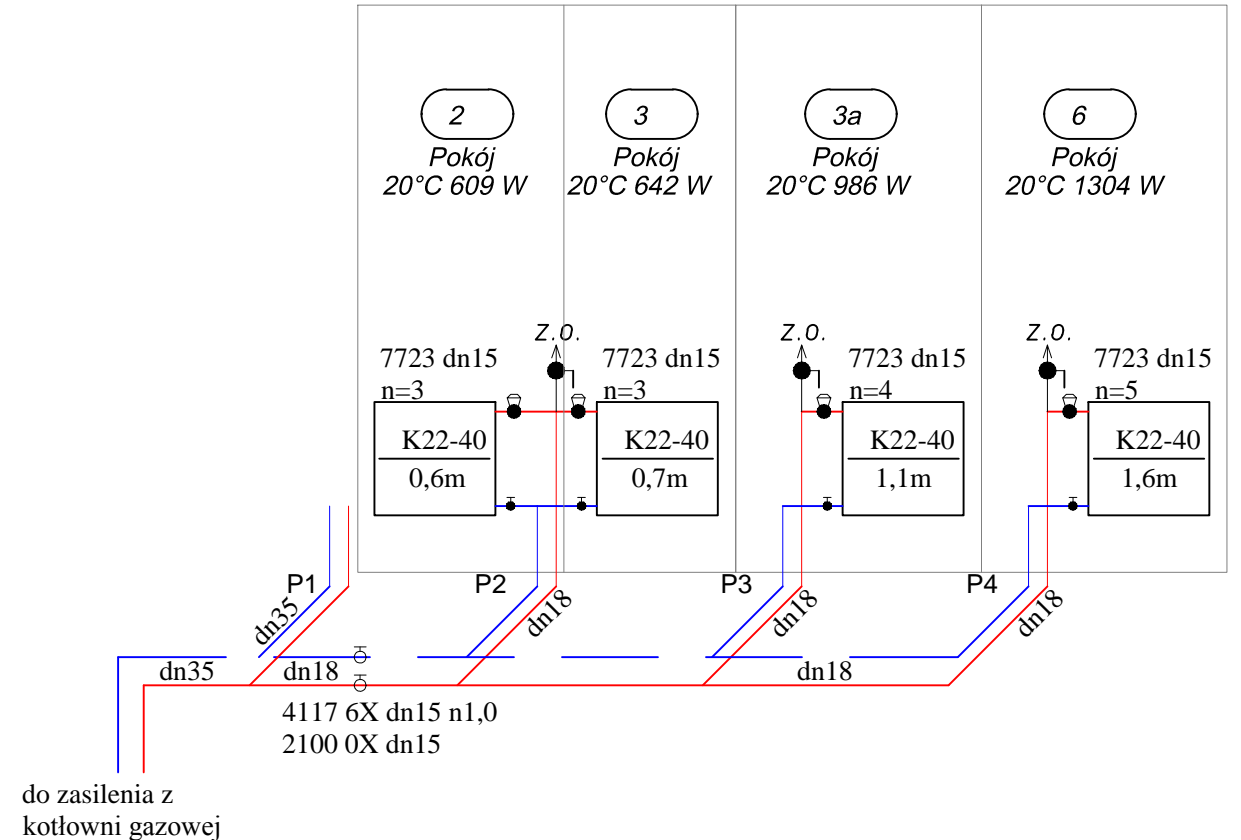 2
Pokój
20°C 609 W
3
Pokój
20°C 642 W
3a
Pokój
20°C 986 W
6
Pokój
20°C 1304 W
Z.O.
Z.O.
Z.O.
7723 dn15
n=3
7723 dn15
n=3
7723 dn15
n=4
7723 dn15
n=5
K22-40
0,6m
K22-40
0,7m
K22-40
1,1m
K22-40
1,6m
P1
P2
P3
P4
dn35
dn18
dn18
dn18
dn35
dn18
dn18
4117 6X dn15 n1,0
2100 0X dn15
do zasilenia z
kotłowni gazowej